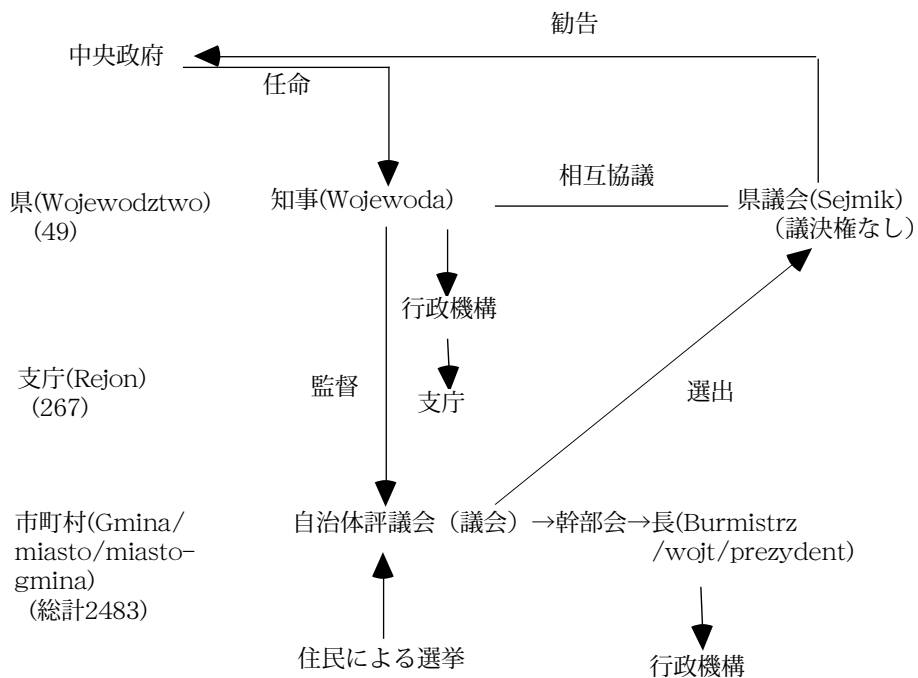 勧告
中央政府
任命
相互協議
県(Wojewodztwo)
(49)
知事(Wojewoda)
県議会(Sejmik)
（議決権なし）
行政機構
支庁(Rejon)
(267)
監督
支庁
選出
市町村(Gmina/
miasto/miasto-
gmina)
(総計2483)
自治体評議会（議会）→幹部会→長(Burmistrz
/wojt/prezydent)
住民による選挙
行政機構